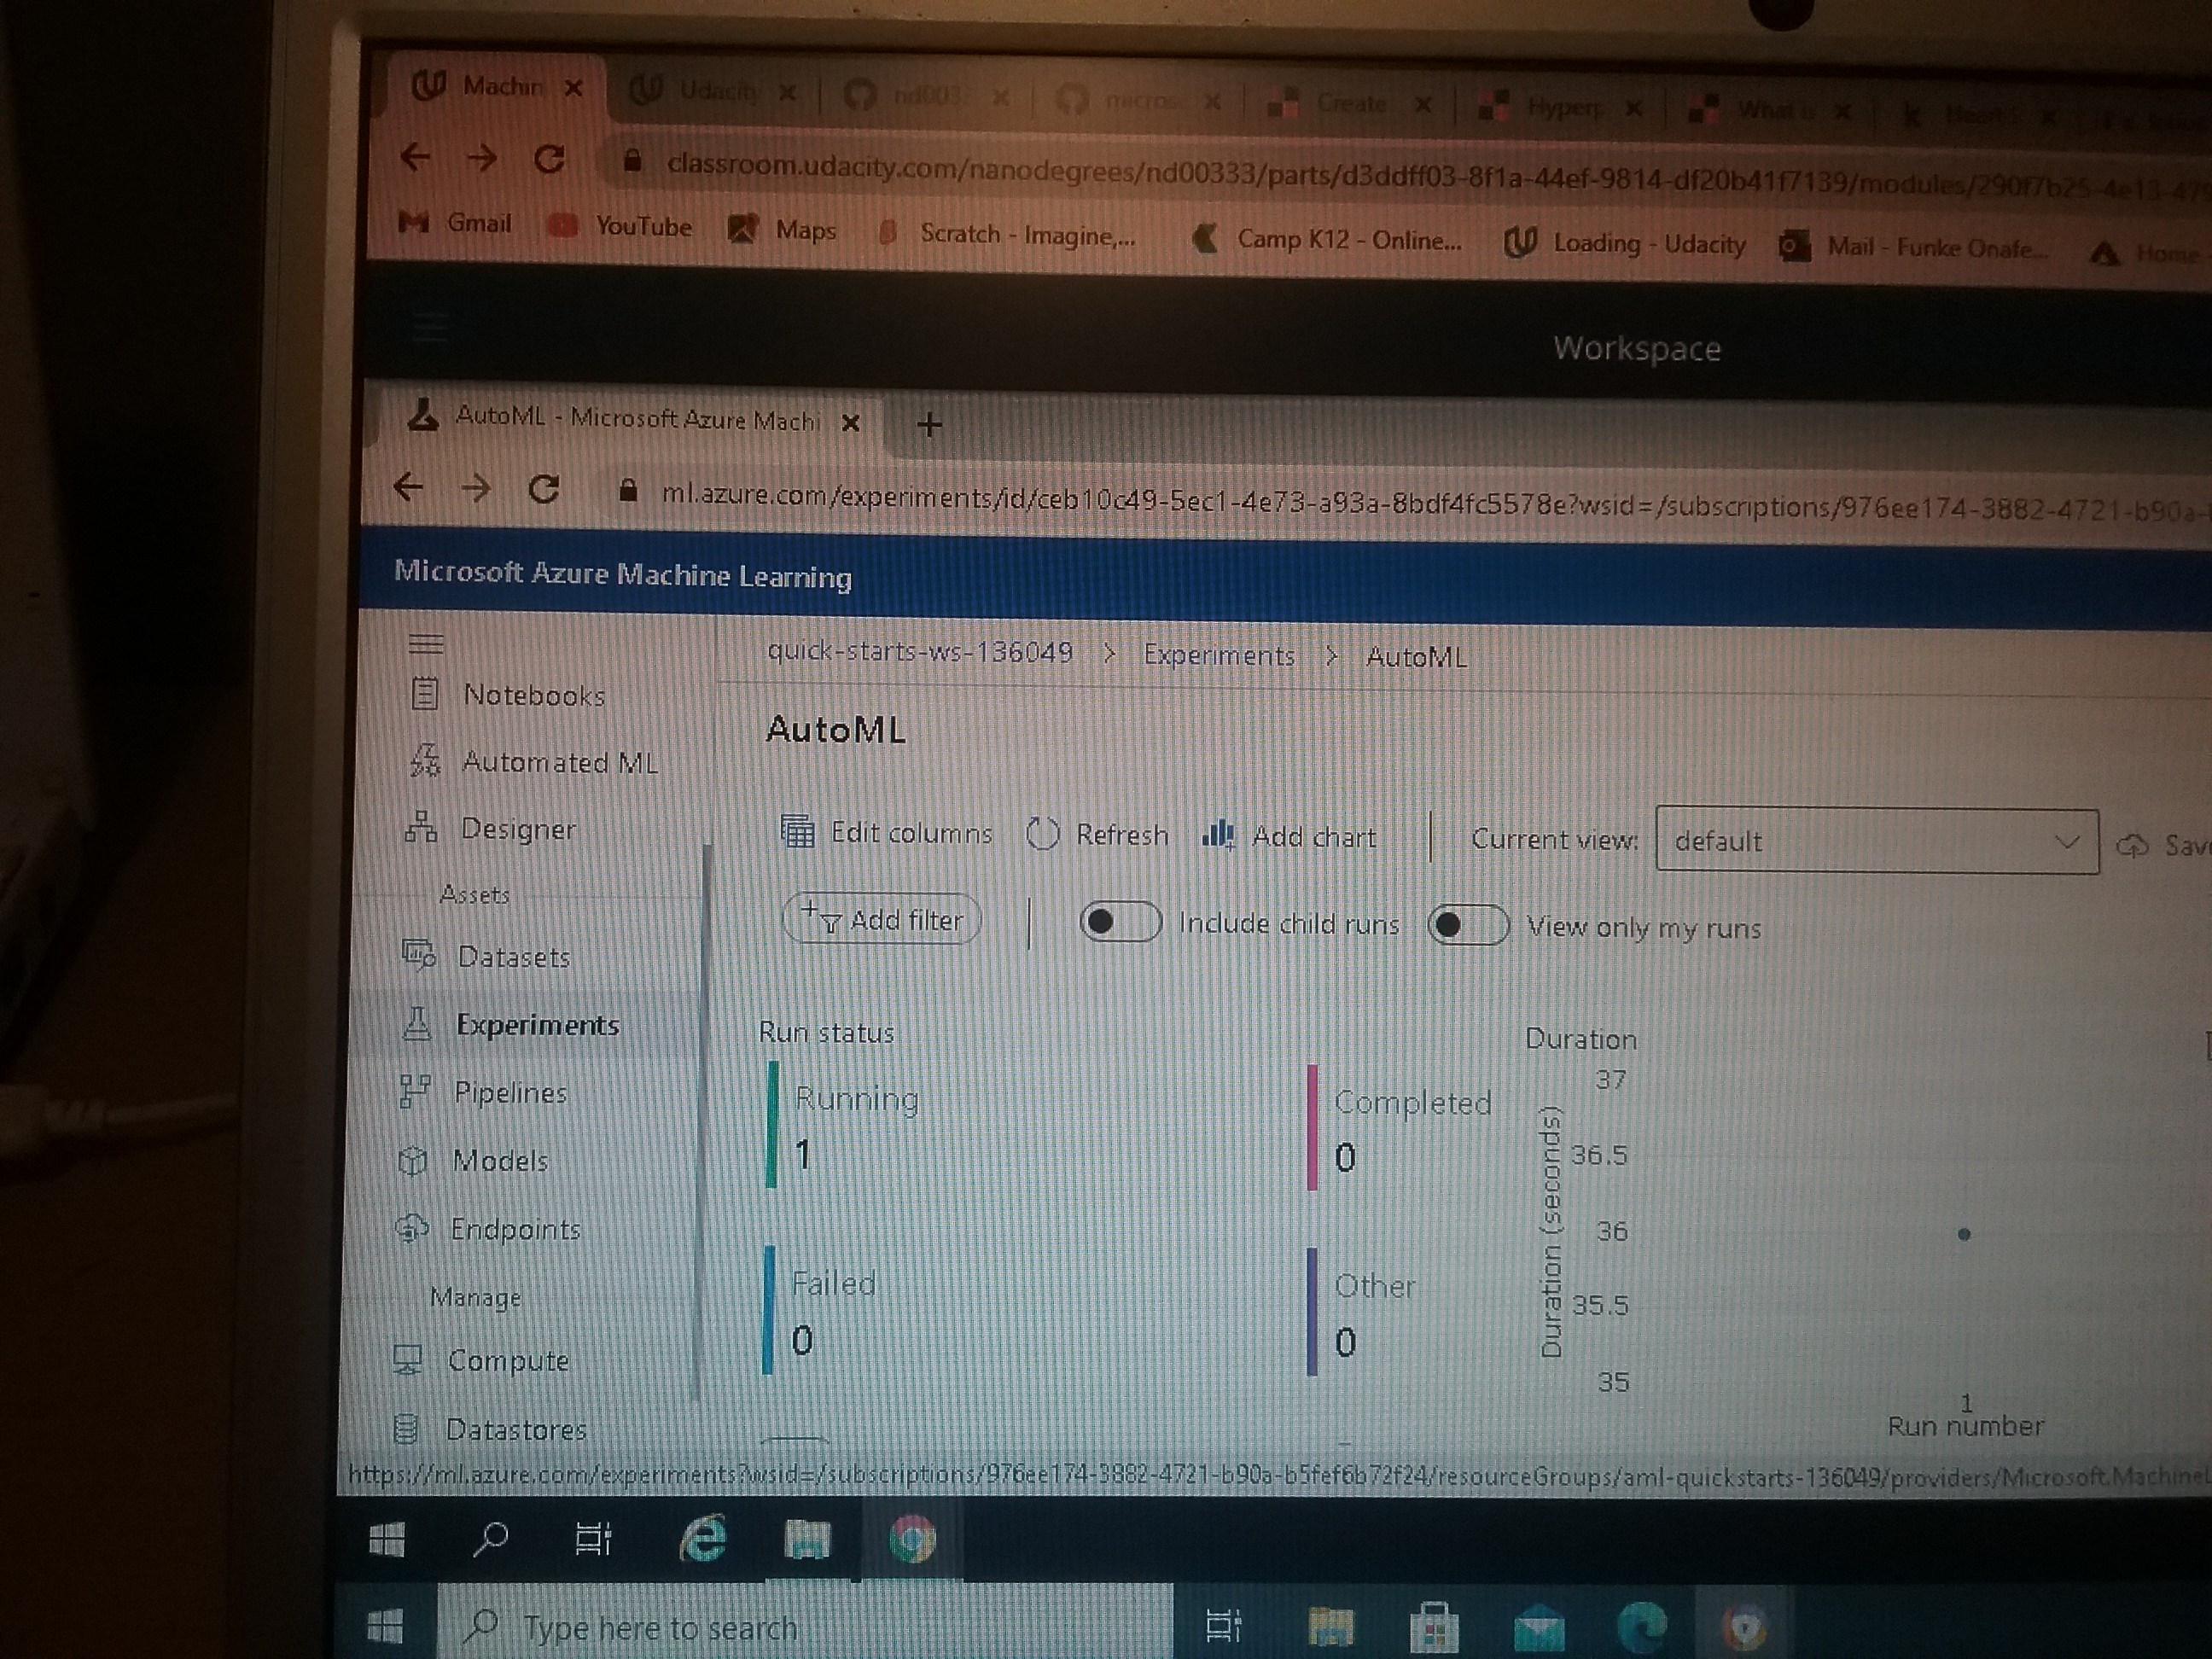 Machin Udacity nd003 micros Create Hyperp What is
classroom.udacity.com/nanodegrees/nd00333/parts/d3ddff03-8f1a-44ef-9814-df20b41f7139/modules/290f7b25-4e13-47
Gmail YouTube Maps Scratch - Imagine,... Camp K12 - Online... Loading - Udacity Mail - Funke Onafe... Home
Workspace
AutoML - Microsoft Azure Machi
ml.azure.com/experiments/id/ceb10c49-5ec1-4e73-a93a-8bdf4fc5578e?wsid=/subscriptions/976ee174-3882-4721-b90a-
Microsoft Azure Machine Learning
quick-starts-ws-136049 > Experiments > AutoML
Notebooks
AutoML
Automated ML
Designer
Edit columns Refresh Add chart Current view: default Save
Assets
Add filter Include child runs View only my runs
Datasets
Experiments
Run status
Duration
Pipelines
Running
1
Completed
0
Duration (seconds)
37
36.5
36
35.5
35
Models
Endpoints
Failed
0
Other
0
Manage
Compute
1
Run number
Datastores
https://ml.azure.com/experiments?wsid=/subscriptions/976ee174-3882-4721-b90a-b5fef6b72f24/resourceGroups/aml-quickstarts-136049/providers/Microsoft.MachineL
Type here to search